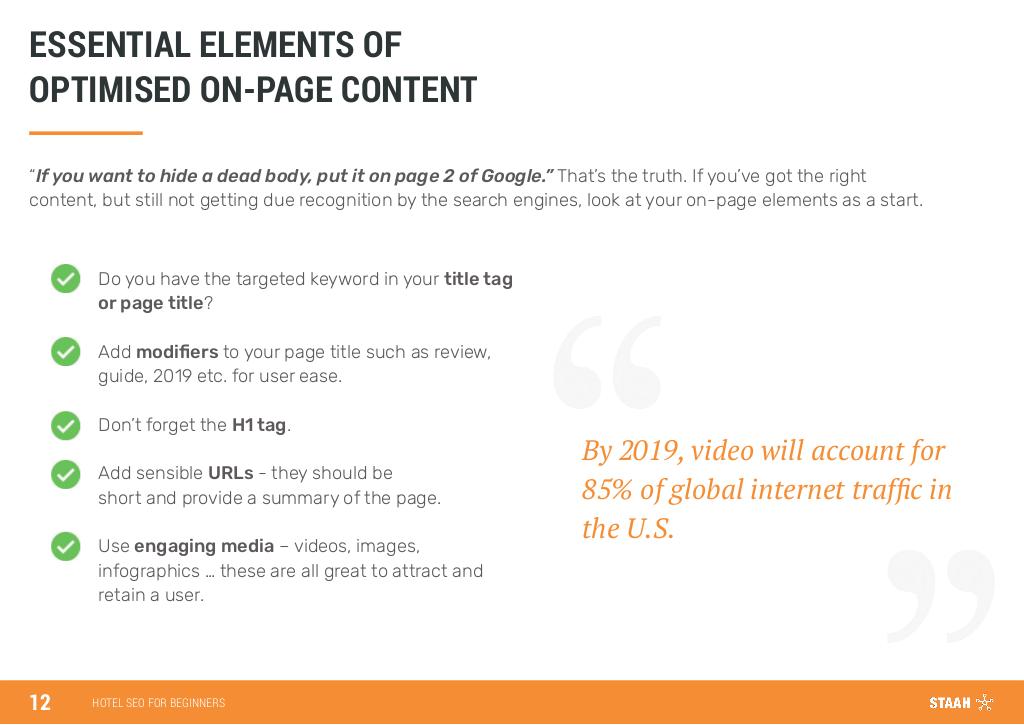 ESSENTIAL ELEMENTS OF
OPTIMISED ON-PAGE CONTENT
“If you want to hide a dead body, put it on page 2 of Google.” That’s the truth. If you’ve got the right
content, but still not getting due recognition by the search engines, look at your on-page elements as a start.
Do you have the targeted keyword in your title tag
or page title?
Add modifiers to your page title such as review,
guide, 2019 etc. for user ease.
Don’t forget the H1 tag.
Add sensible URLs - they should be
short and provide a summary of the page.
Use engaging media – videos, images,
infographics … these are all great to attract and
retain a user.
“
By 2019, video will account for
85% of global internet traffic in
the U.S.
”
12 HOTEL SEO FOR BEGINNERS STAAH